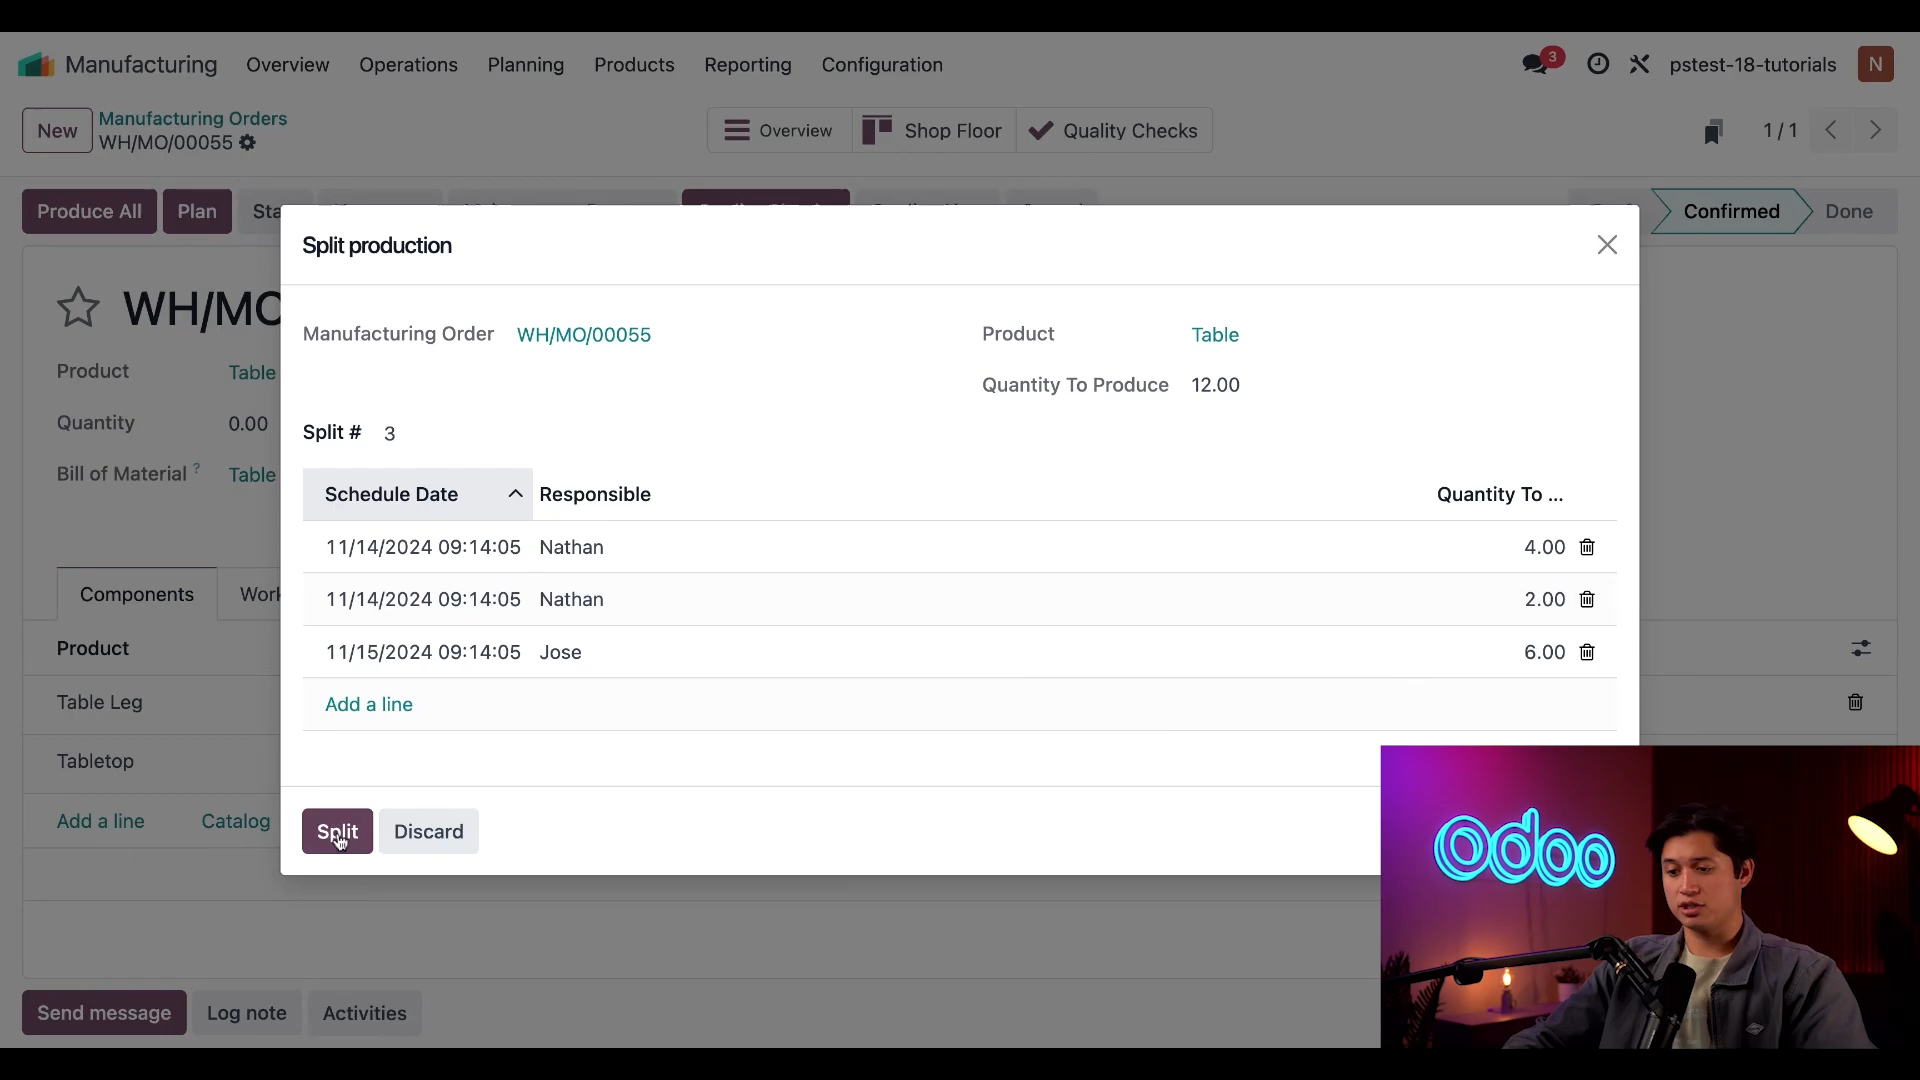 Manufacturing Overview Operations Planning Products Reporting Configuration 3 pstest-18-tutorials N
New Manufacturing Orders
WH/MO/00055
Overview Shop Floor Quality Checks 1 / 1
Produce All Plan Sta Confirmed Done
Split production
WH/MO
Manufacturing Order WH/MO/00055 Product Table
Product Table
Quantity To Produce 12.00
Quantity 0.00
Split # 3
Bill of Material ? Table
Schedule Date Responsible Quantity To ...
11/14/2024 09:14:05 Nathan 4.00
11/14/2024 09:14:05 Nathan 2.00
11/15/2024 09:14:05 Jose 6.00
Add a line
Components Work
Product
Table Leg
Tabletop
Add a line Catalog
Split Discard
odoo
Send message Log note Activities